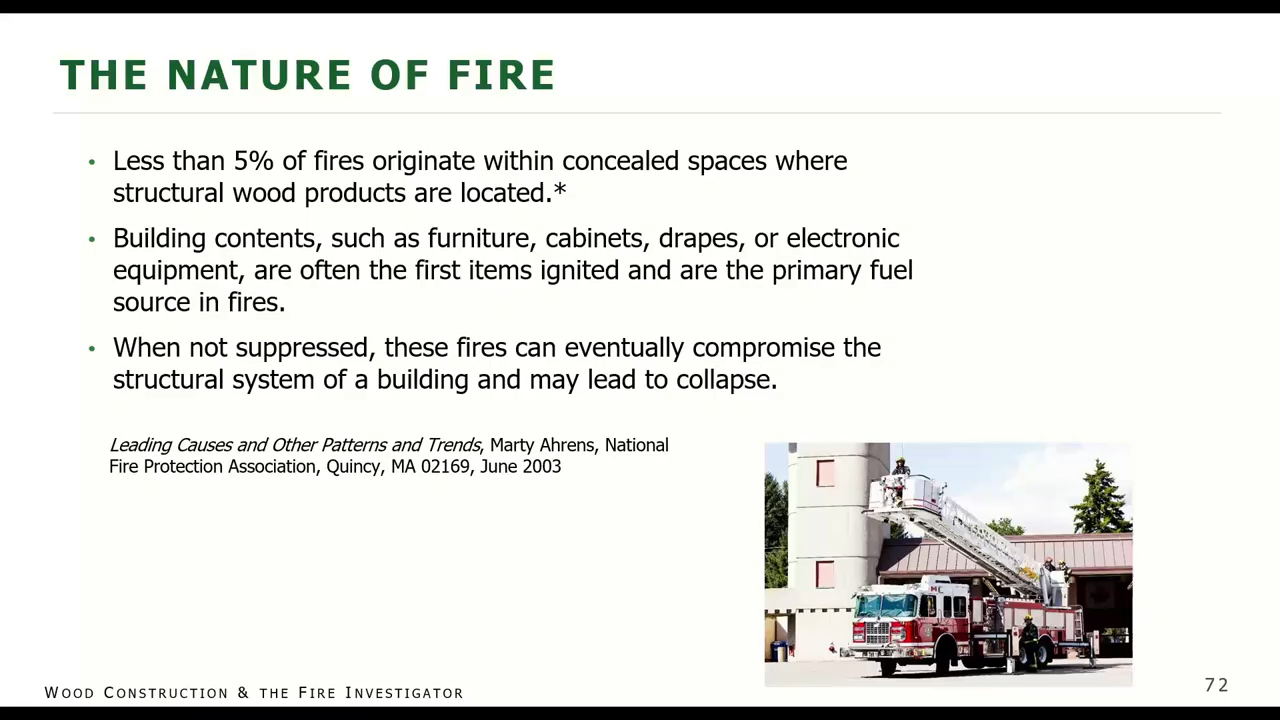 THE NATURE OF FIRE
• Less than 5% of fires originate within concealed spaces where
structural wood products are located.*
• Building contents, such as furniture, cabinets, drapes, or electronic
equipment, are often the first items ignited and are the primary fuel
source in fires.
• When not suppressed, these fires can eventually compromise the
structural system of a building and may lead to collapse.
Leading Causes and Other Patterns and Trends, Marty Ahrens, National
Fire Protection Association, Quincy, MA 02169, June 2003
WOOD CONSTRUCTION & THE FIRE INVESTIGATOR
72